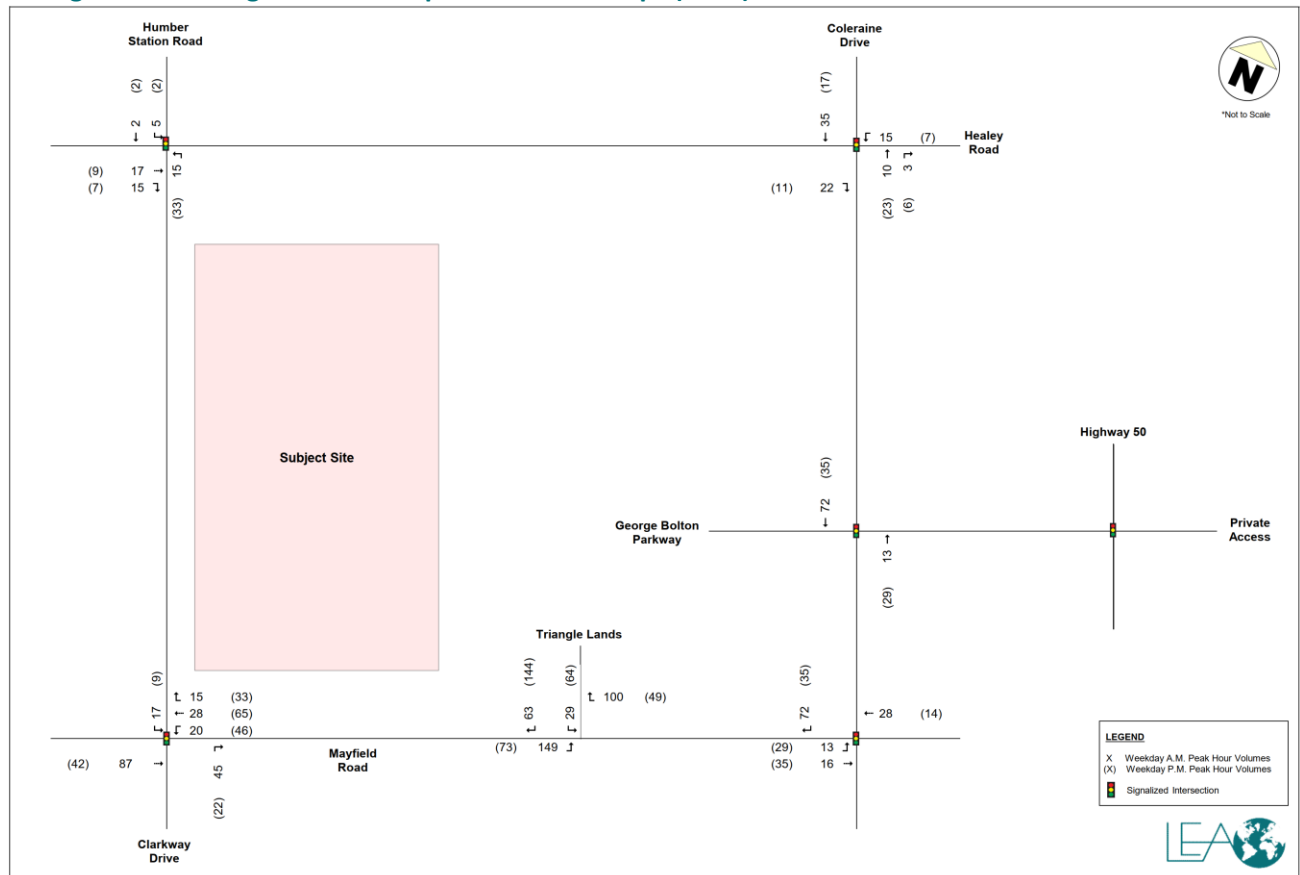 Humber
Station Road
Coleraine
Drive
N
*Not to Scale
(2) (2)
2 5
(17)
35
15 (7)
Healey
Road
(9) 17
(7) 15
15
(33)
(11) 22
10 3
(23) (6)
Subject Site
Highway 50
(35)
72
George Bolton
Parkway
Private
Access
13
(29)
Triangle Lands
(9)
17
15 (33)
28 (65)
20 (46)
(144) (64)
63 29
100 (49)
(35)
72
28 (14)
(42) 87
45
(22)
Mayfield
Road
(73) 149
(29) 13
(35) 16
Clarkway
Drive
LEGEND
X Weekday A.M. Peak Hour Volumes
(X) Weekday P.M. Peak Hour Volumes
Signalized Intersection
LEA